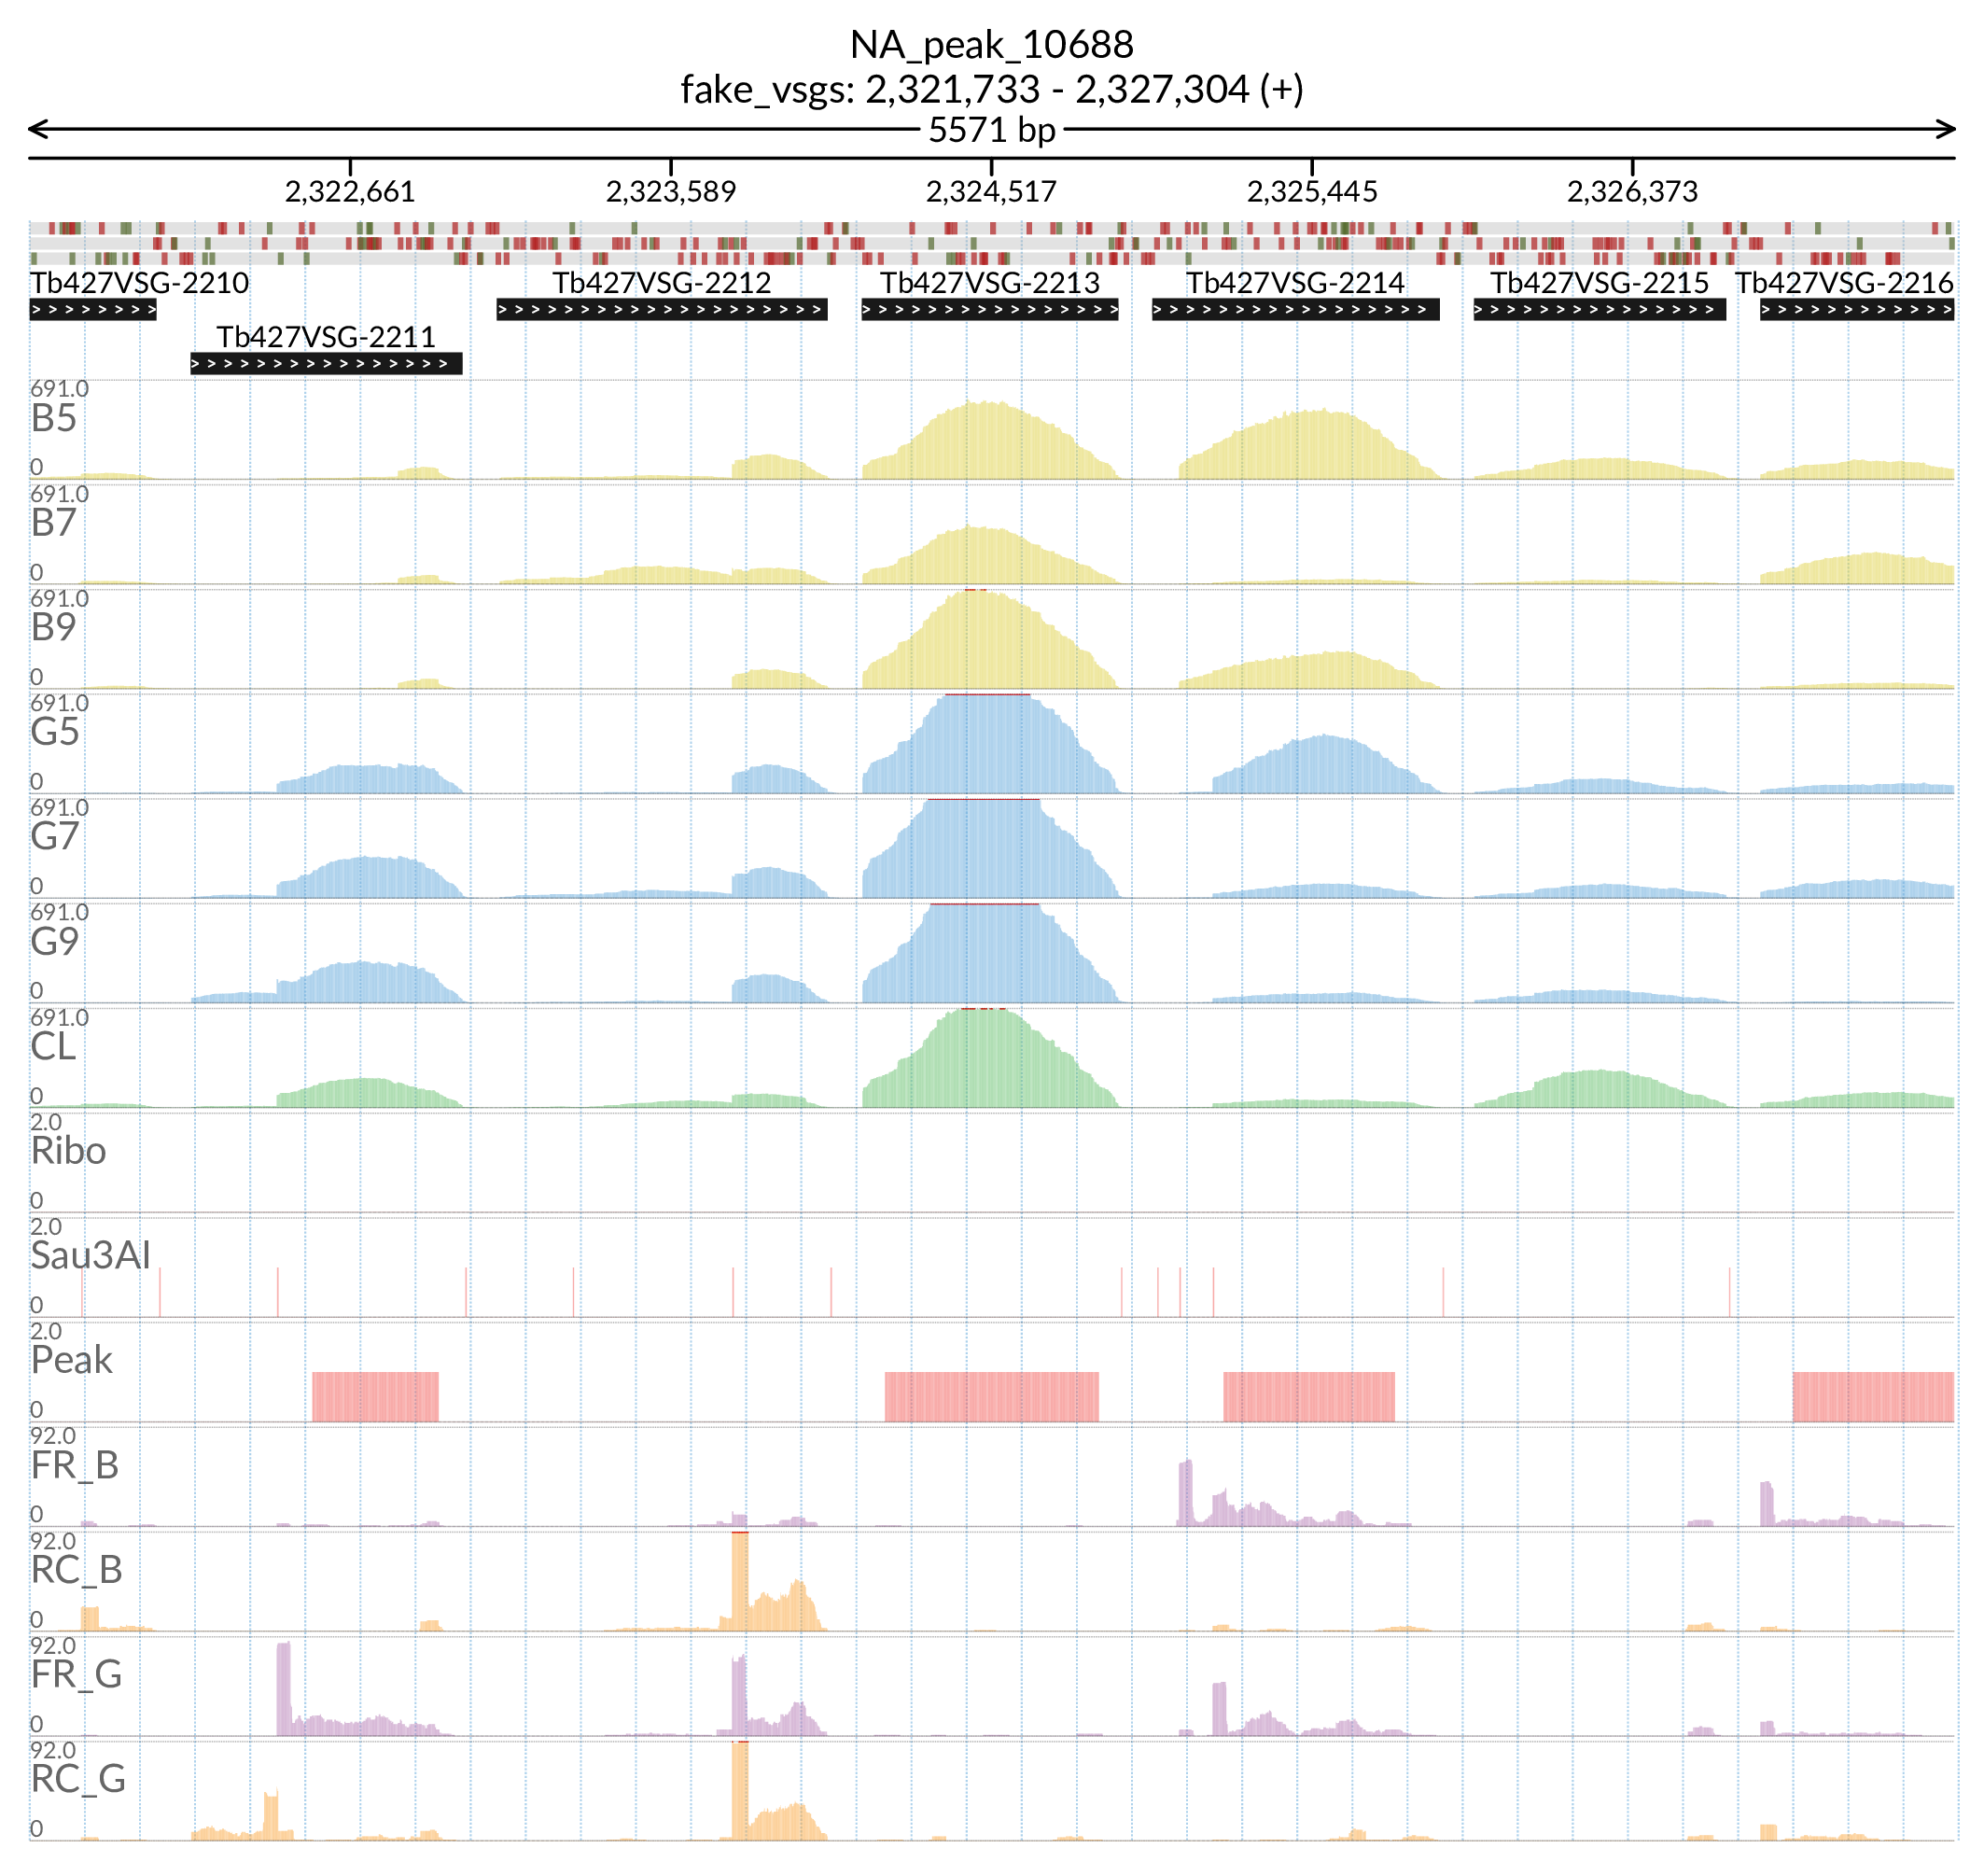 NA_peak_10688
fake_vsgs: 2,321,733 - 2,327,304 (+)
5571 bp
2,322,661 2,323,589 2,324,517 2,325,445 2,326,373
Tb427VSG-2210 Tb427VSG-2212 Tb427VSG-2213 Tb427VSG-2214 Tb427VSG-2215 Tb427VSG-2216
Tb427VSG-2211
691.0
B5
0
691.0
B7
0
691.0
B9
0
691.0
G5
0
691.0
G7
0
691.0
G9
0
691.0
CL
0
2.0
Ribo
0
2.0
Sau3AI
0
2.0
Peak
0
92.0
FR_B
0
92.0
RC_B
0
92.0
FR_G
0
92.0
RC_G
0